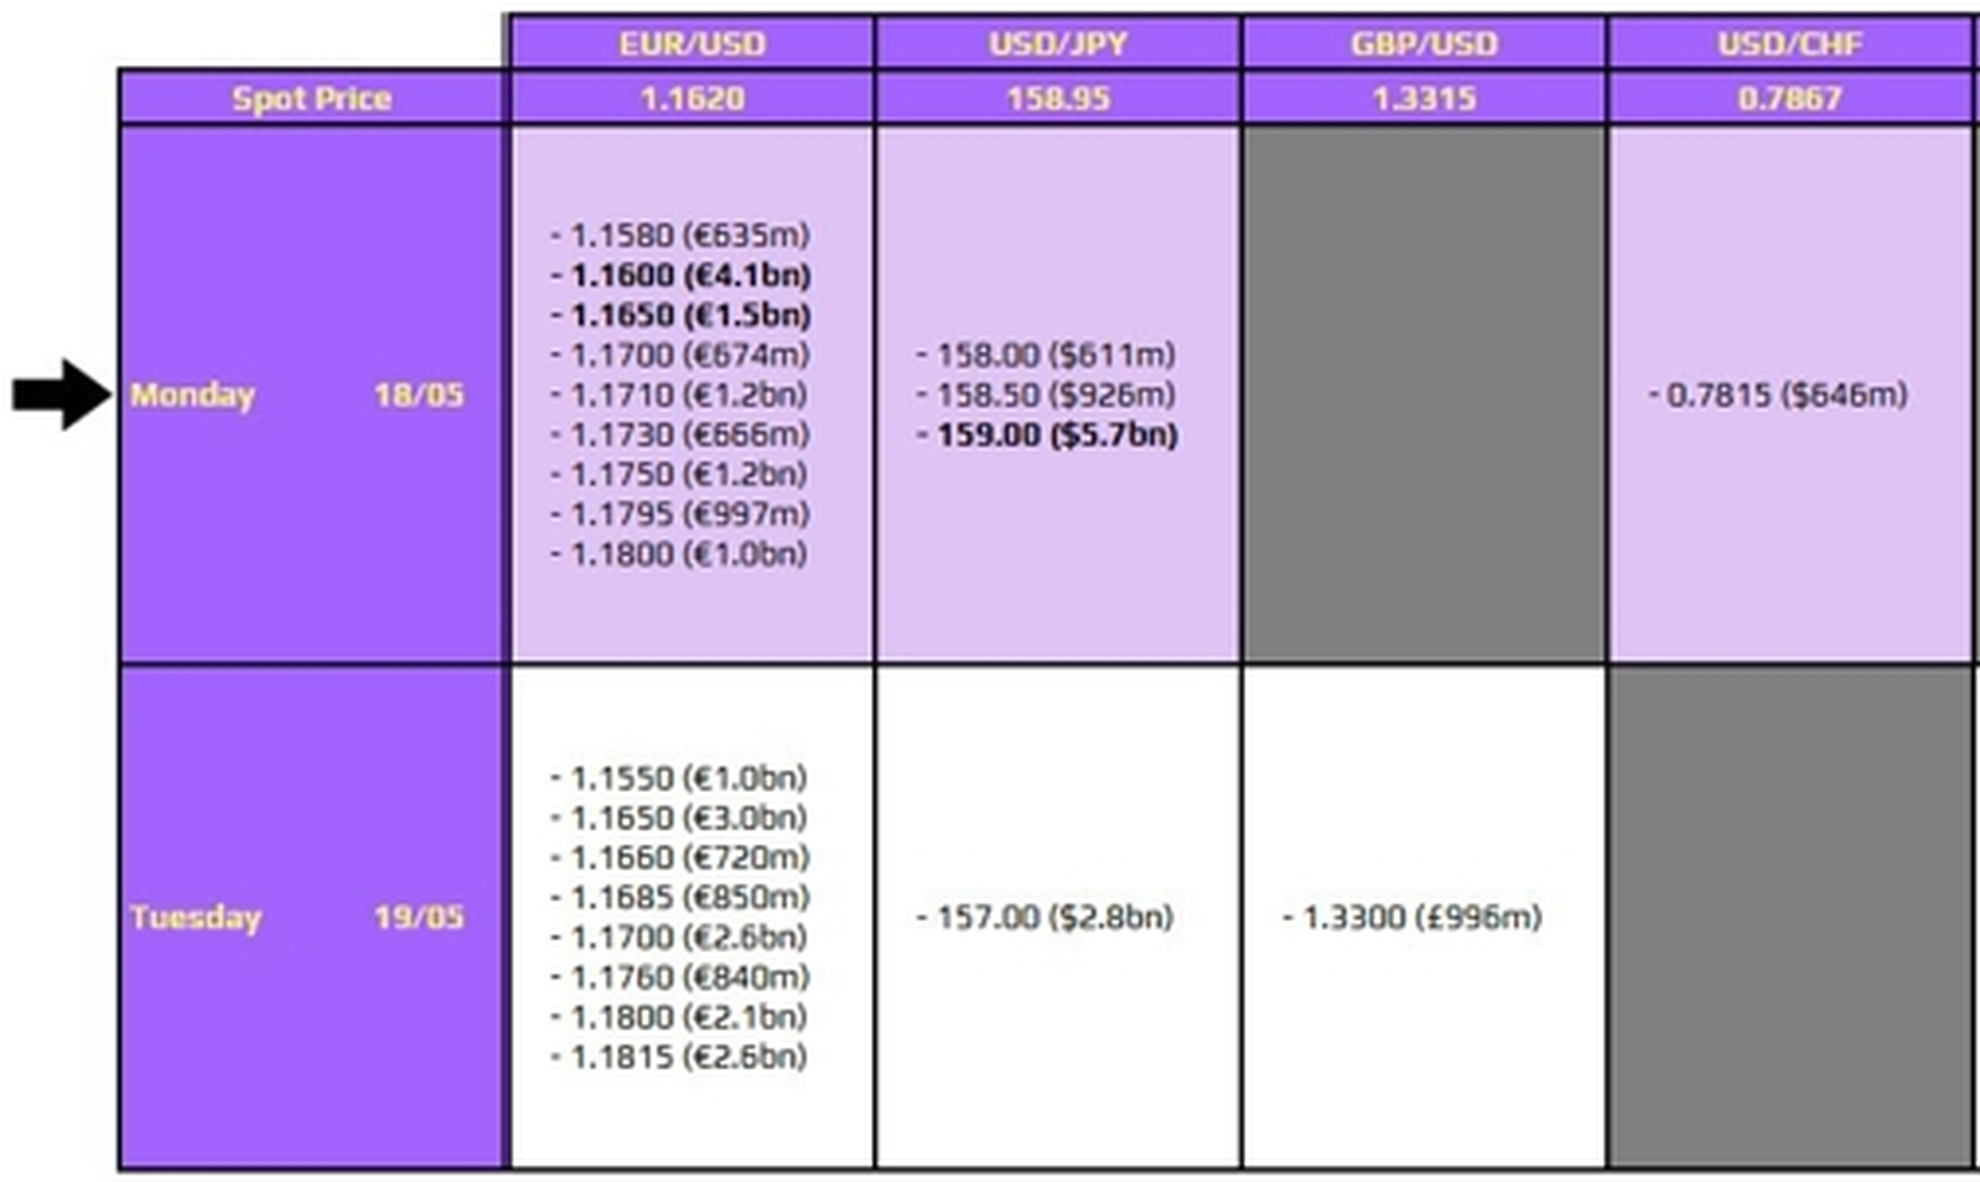 EUR/USD USD/JPY GBP/USD USD/CHF
Spot Price 1.1620 158.95 1.3315 0.7867
Monday 18/05
- 1.1580 (€635m)
- 1.1600 (€4.1bn)
- 1.1650 (€1.5bn)
- 1.1700 (€674m)
- 1.1710 (€1.2bn)
- 1.1730 (€666m)
- 1.1750 (€1.2bn)
- 1.1795 (€997m)
- 1.1800 (€1.0bn)
- 158.00 ($611m)
- 158.50 ($926m)
- 159.00 ($5.7bn)
- 0.7815 ($646m)
Tuesday 19/05
- 1.1550 (€1.0bn)
- 1.1650 (€3.0bn)
- 1.1660 (€720m)
- 1.1685 (€850m)
- 1.1700 (€2.6bn)
- 1.1760 (€840m)
- 1.1800 (€2.1bn)
- 1.1815 (€2.6bn)
- 157.00 ($2.8bn)
- 1.3300 (£996m)